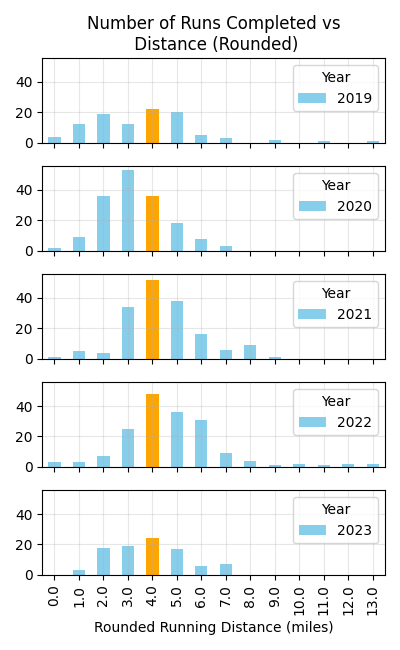 Number of Runs Completed vs
Distance (Rounded)
40
20
0
Year
2019
40
20
0
Year
2020
40
20
0
Year
2021
40
20
0
Year
2022
40
20
0
Year
2023
0.0 1.0 2.0 3.0 4.0 5.0 6.0 7.0 8.0 9.0 10.0 11.0 12.0 13.0
Rounded Running Distance (miles)